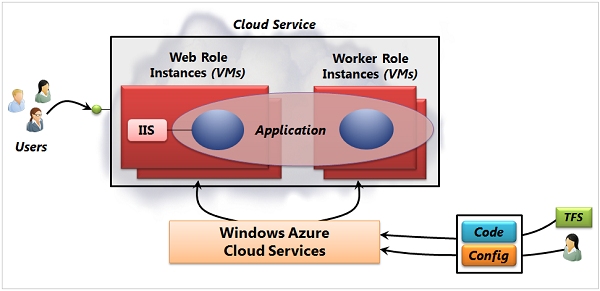 Cloud Service
Web Role
Instances (VMs)
Worker Role
Instances (VMs)
IIS
Application
Users
Windows Azure
Cloud Services
Code
Config
TFS